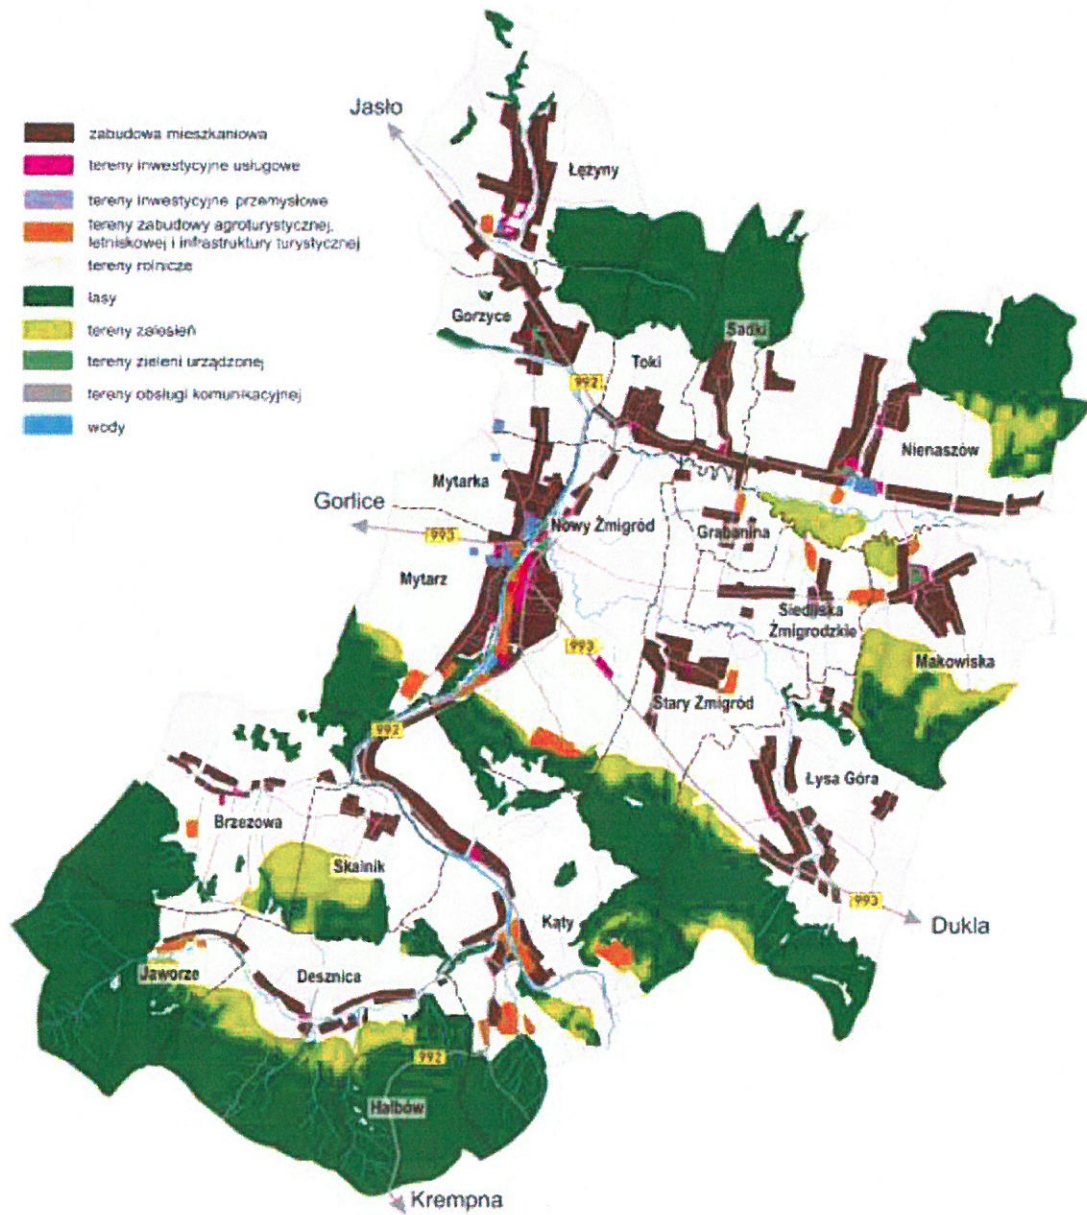 Jasło
zabudowa mieszkaniowa
tereny inwestycyjne usługowe
tereny inwestycyjne przemysłowe
tereny zabudowy agroturystycznej,
letniskowej i infrastruktury turystycznej
tereny rolnicze
lasy
tereny zalesień
tereny zieleni urządzonej
tereny obsługi komunikacyjnej
wody
Łężyny
Gorzyce
Sadki
Toki
992
Nienaszów
Mytarka
Gorlice
993
Nowy Żmigród
Grabanina
Mytarz
Siedliska
Żmigrodzkie
993
Makowiska
Stary Żmigród
992
Łysa Góra
Brzezowa
Skalnik
993
Kąty
Dukla
Jaworze
Desznica
992
Hałbów
Krempna